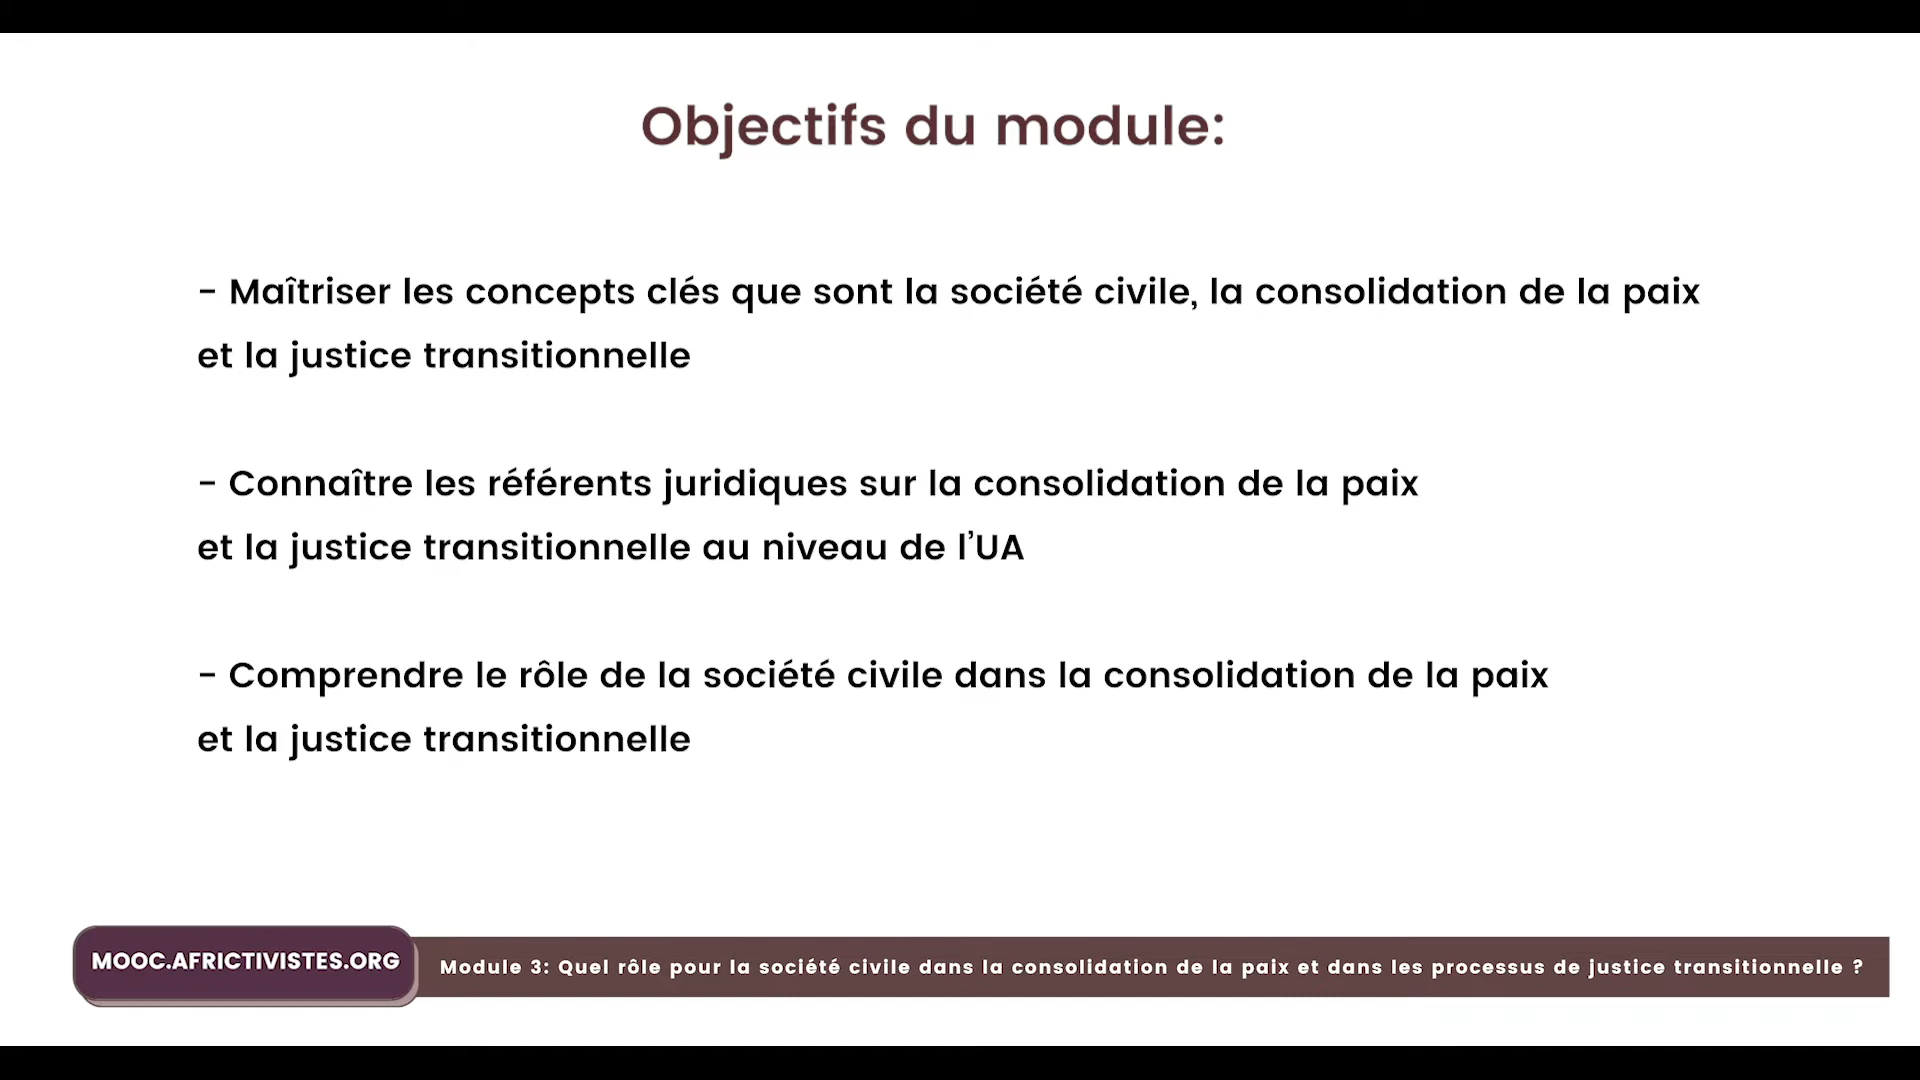 Objectifs du module:
- Maîtriser les concepts clés que sont la société civile, la consolidation de la paix
et la justice transitionnelle
- Connaître les référents juridiques sur la consolidation de la paix
et la justice transitionnelle au niveau de l’UA
- Comprendre le rôle de la société civile dans la consolidation de la paix
et la justice transitionnelle
MOOC.AFRICTIVISTES.ORG
Module 3: Quel rôle pour la société civile dans la consolidation de la paix et dans les processus de justice transitionnelle ?